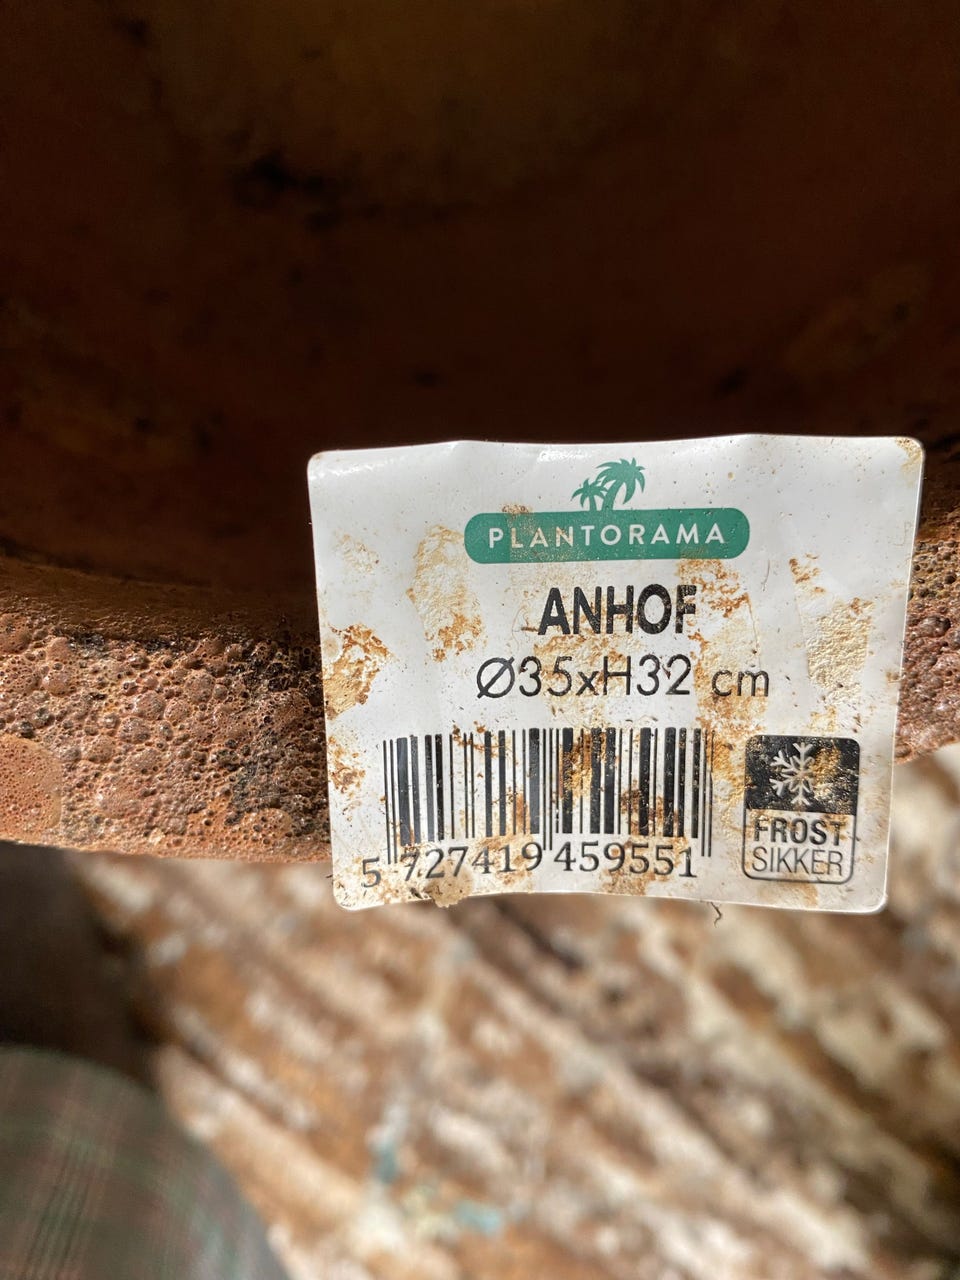 PLANTORAMA
ANHOF
Ø35xH32 cm
5 727419 459551
FROST
SIKKER